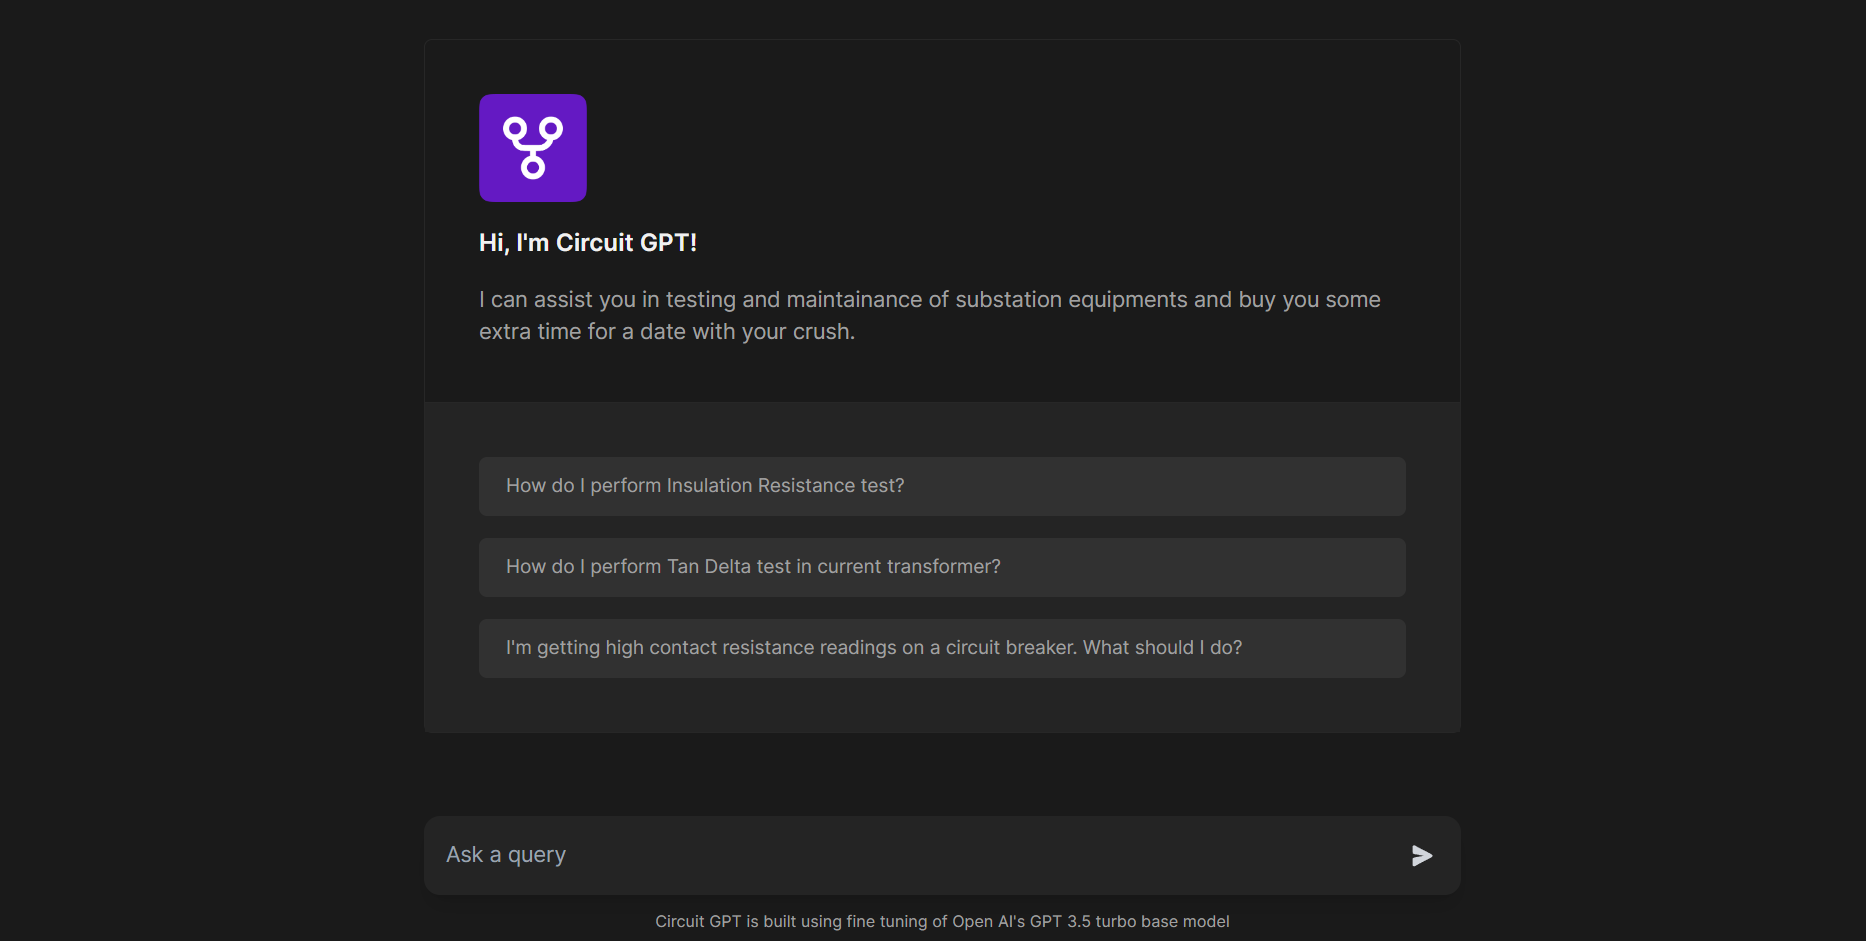 Hi, I'm Circuit GPT!
I can assist you in testing and maintainance of substation equipments and buy you some
extra time for a date with your crush.
How do I perform Insulation Resistance test?
How do I perform Tan Delta test in current transformer?
I'm getting high contact resistance readings on a circuit breaker. What should I do?
Ask a query
Circuit GPT is built using fine tuning of Open AI's GPT 3.5 turbo base model